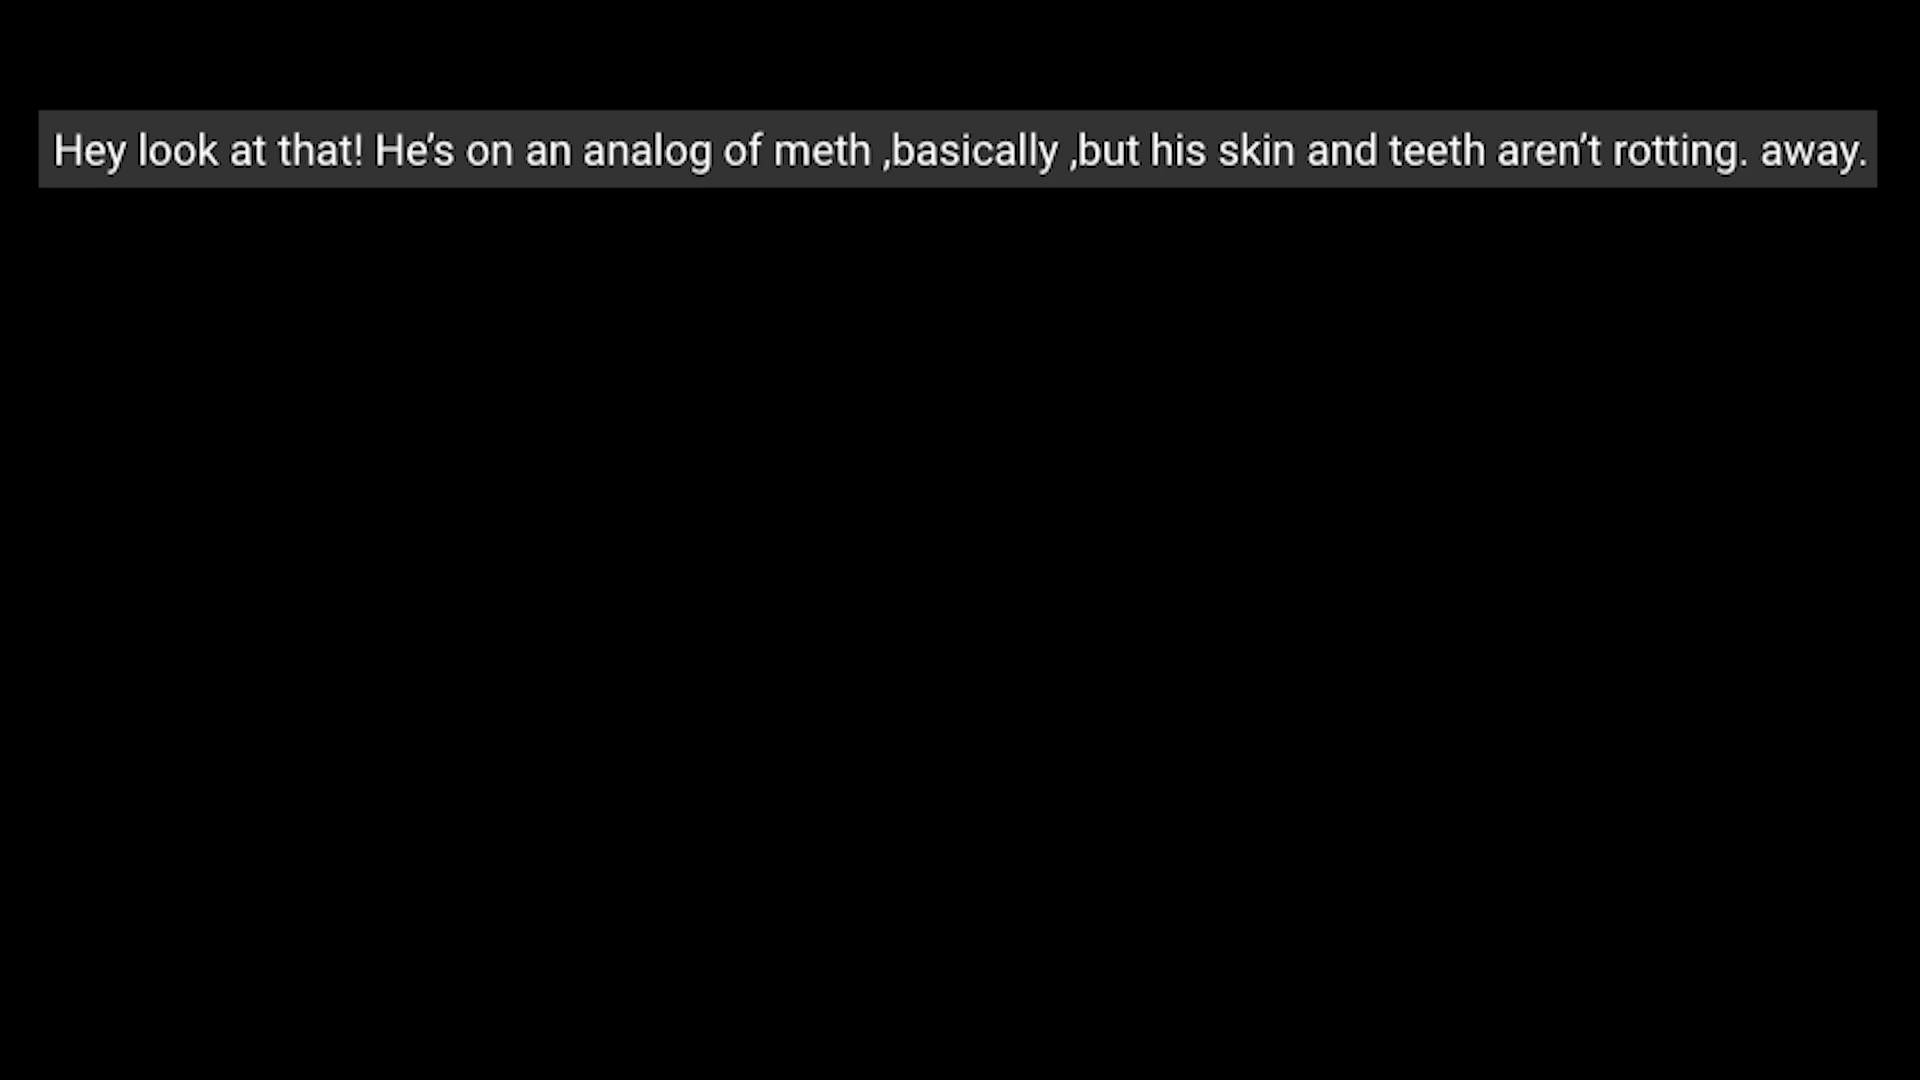 Hey look at that! He’s on an analog of meth ,basically ,but his skin and teeth aren’t rotting. away.